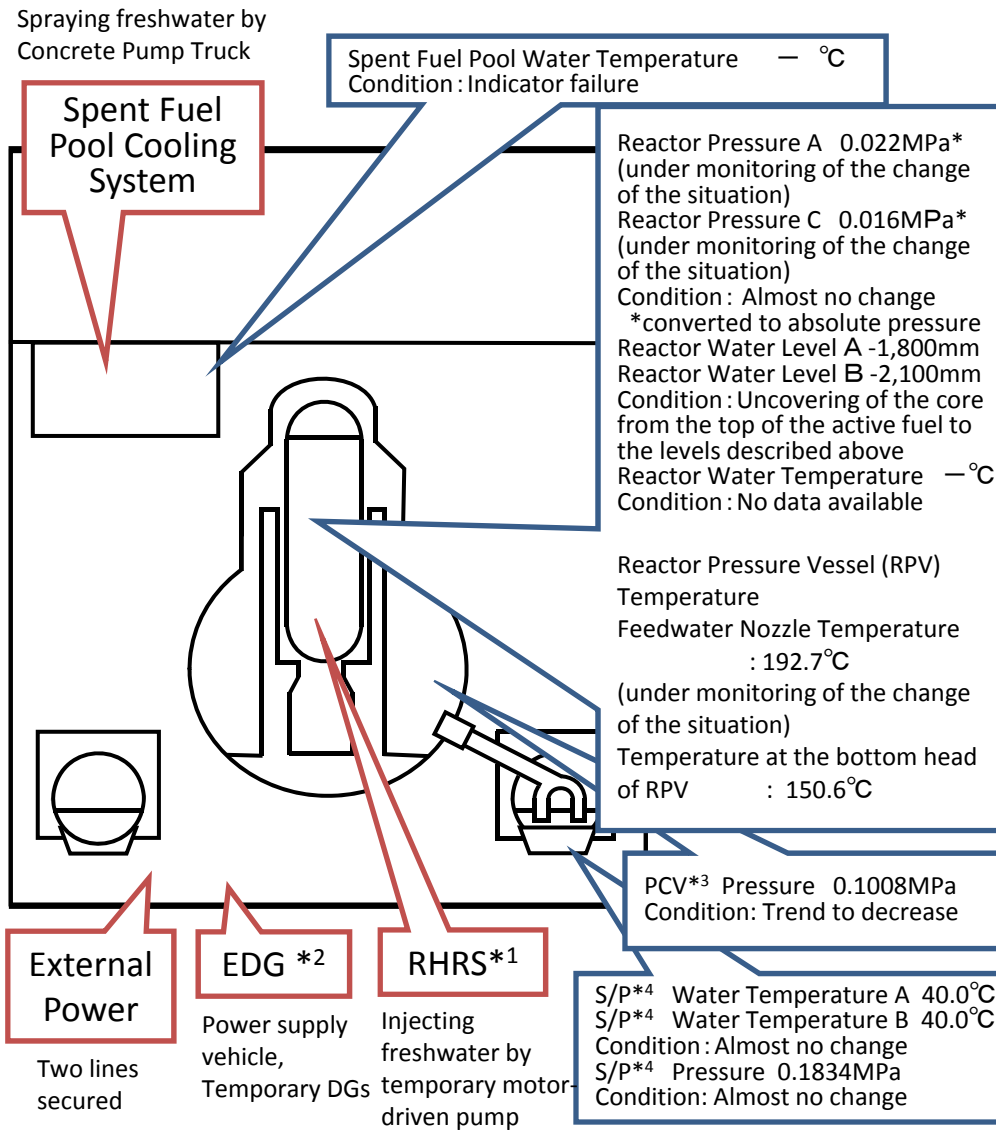 Spraying freshwater by
Concrete Pump Truck
Spent Fuel
Pool Cooling
System
Spent Fuel Pool Water Temperature － ℃
Condition : Indicator failure
Reactor Pressure A 0.022MPa*
(under monitoring of the change
of the situation)
Reactor Pressure C 0.016MPa*
(under monitoring of the change
of the situation)
Condition : Almost no change
*converted to absolute pressure
Reactor Water Level A -1,800mm
Reactor Water Level B -2,100mm
Condition : Uncovering of the core
from the top of the active fuel to
the levels described above
Reactor Water Temperature －℃
Condition : No data available
Reactor Pressure Vessel (RPV)
Temperature
Feedwater Nozzle Temperature
: 192.7℃
(under monitoring of the change
of the situation)
Temperature at the bottom head
of RPV : 150.6℃
PCV*3 Pressure 0.1008MPa
Condition: Trend to decrease
S/P*4 Water Temperature A 40.0℃
S/P*4 Water Temperature B 40.0℃
Condition : Almost no change
S/P*4 Pressure 0.1834MPa
Condition: Almost no change
External
Power
Two lines
secured
EDG *2
Power supply
vehicle,
Temporary DGs
RHRS*1
Injecting
freshwater by
temporary motor-
driven pump